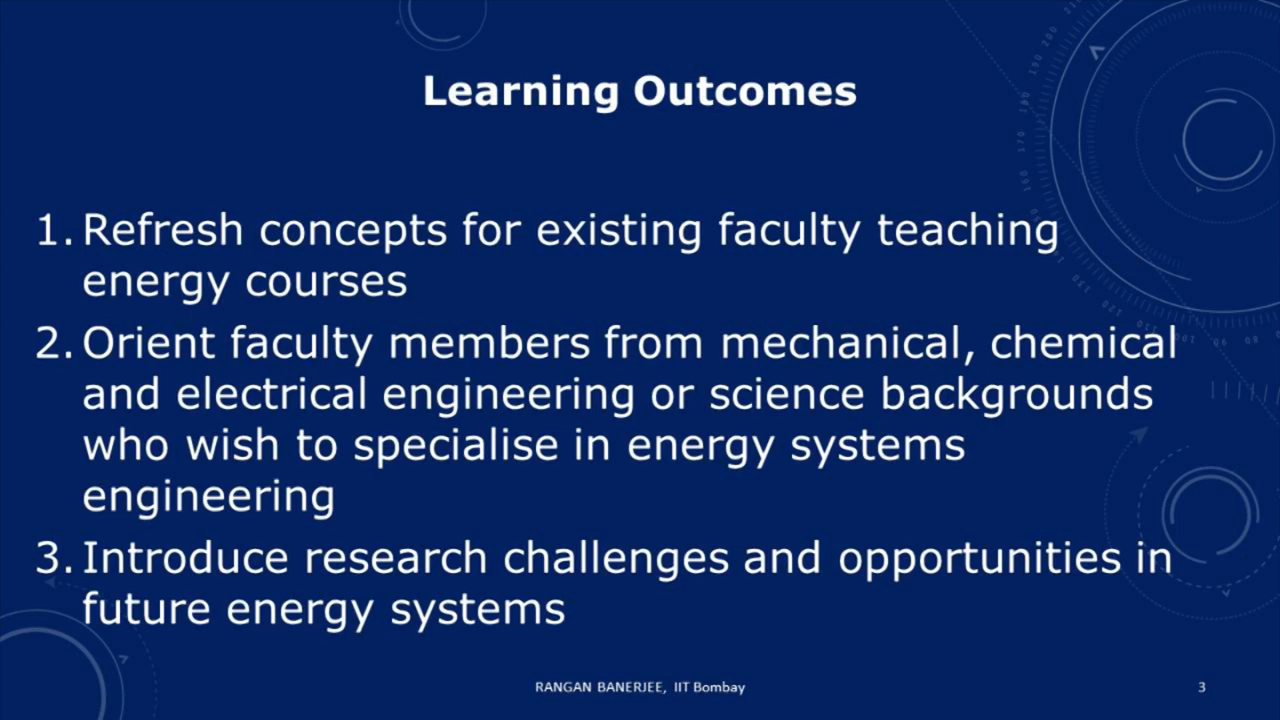 Learning Outcomes
1. Refresh concepts for existing faculty teaching
energy courses
2. Orient faculty members from mechanical, chemical
and electrical engineering or science backgrounds
who wish to specialise in energy systems
engineering
3. Introduce research challenges and opportunities in
future energy systems
RANGAN BANERJEE, IIT Bombay
3